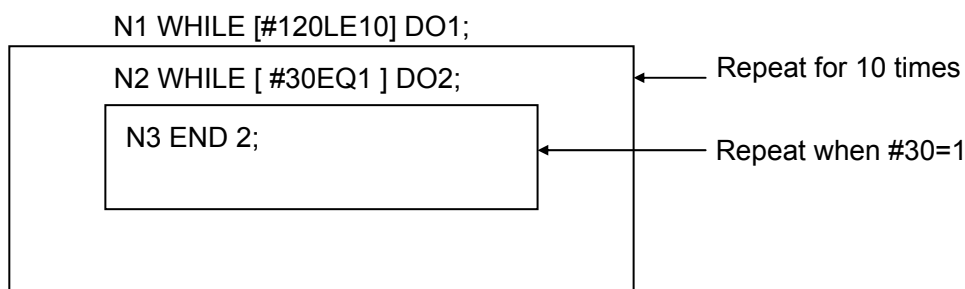 N1 WHILE [#120LE10] DO1;
Repeat for 10 times
N2 WHILE [ #30EQ1 ] DO2;
N3 END 2;
Repeat when #30=1